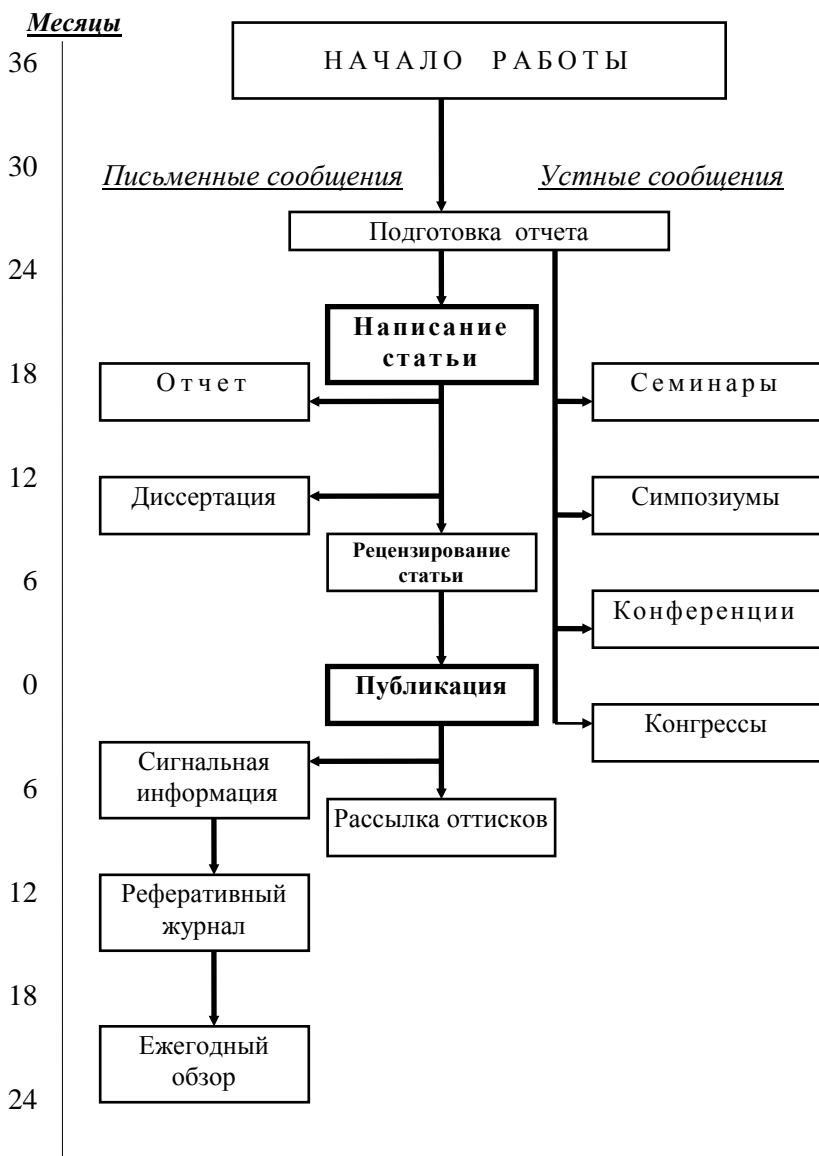 Месяцы
36
НАЧАЛО РАБОТЫ
30
Письменные сообщения
Устные сообщения
Подготовка отчета
24
Написание
статьи
18
Отчет
Семинары
12
Диссертация
Симпозиумы
Рецензирование
статьи
6
Конференции
0
Публикация
Конгрессы
Сигнальная
информация
6
Рассылка оттисков
12
Реферативный
журнал
18
Ежегодный
обзор
24